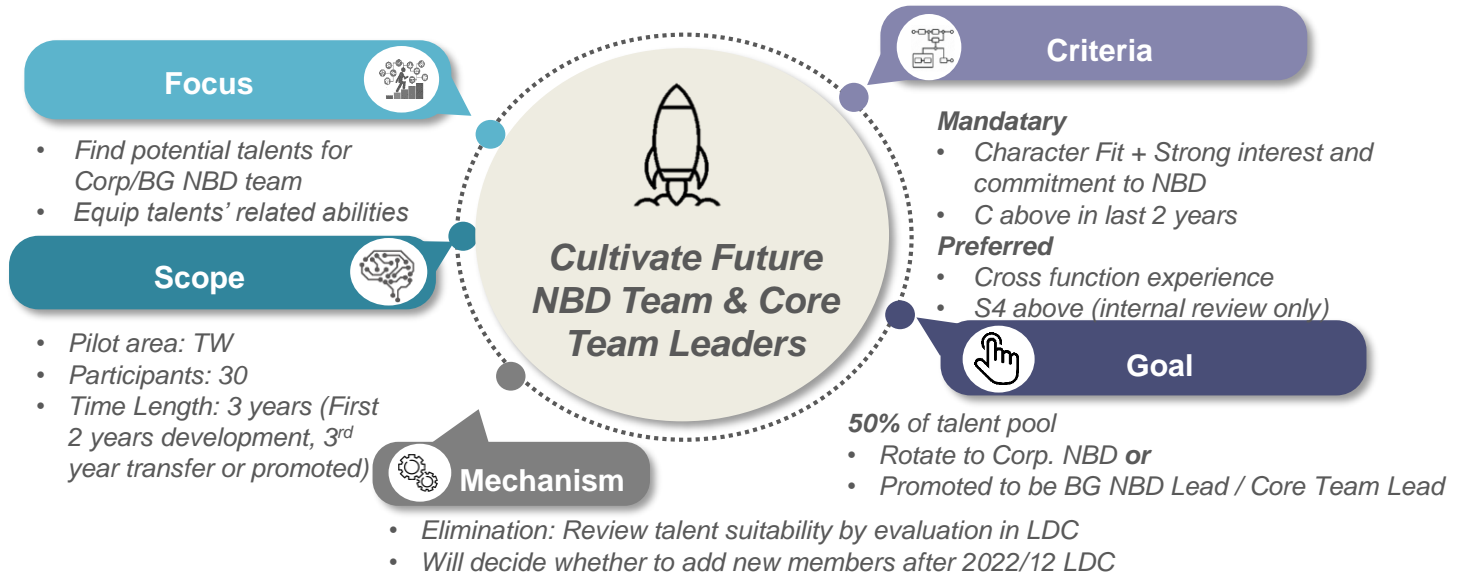 Focus
• Find potential talents for
Corp/BG NBD team
• Equip talents' related abilities
Scope
• Pilot area: TW
• Participants: 30
• Time Length: 3 years (First
2 years development, 3rd
year transfer or promoted)
Mechanism
• Elimination: Review talent suitability by evaluation in LDC
• Will decide whether to add new members after 2022/12 LDC
Cultivate Future
NBD Team & Core
Team Leaders
Criteria
Mandatary
• Character Fit + Strong interest and
commitment to NBD
• C above in last 2 years
Preferred
• Cross function experience
• S4 above (internal review only)
Goal
50% of talent pool
• Rotate to Corp. NBD or
• Promoted to be BG NBD Lead / Core Team Lead